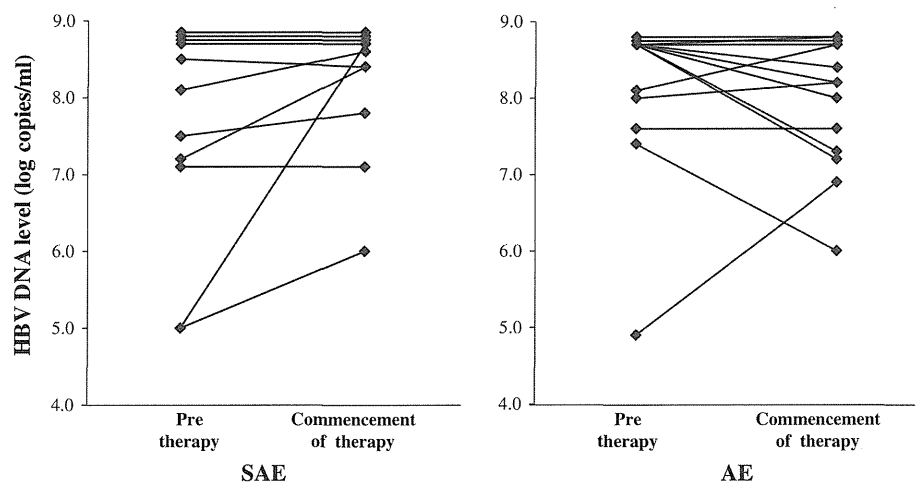 HBV DNA level (log copies/ml)
9.0
8.0
7.0
6.0
5.0
4.0
Pre
therapy
Commencement
of therapy
SAE
9.0
8.0
7.0
6.0
5.0
4.0
Pre
therapy
Commencement
of therapy
AE